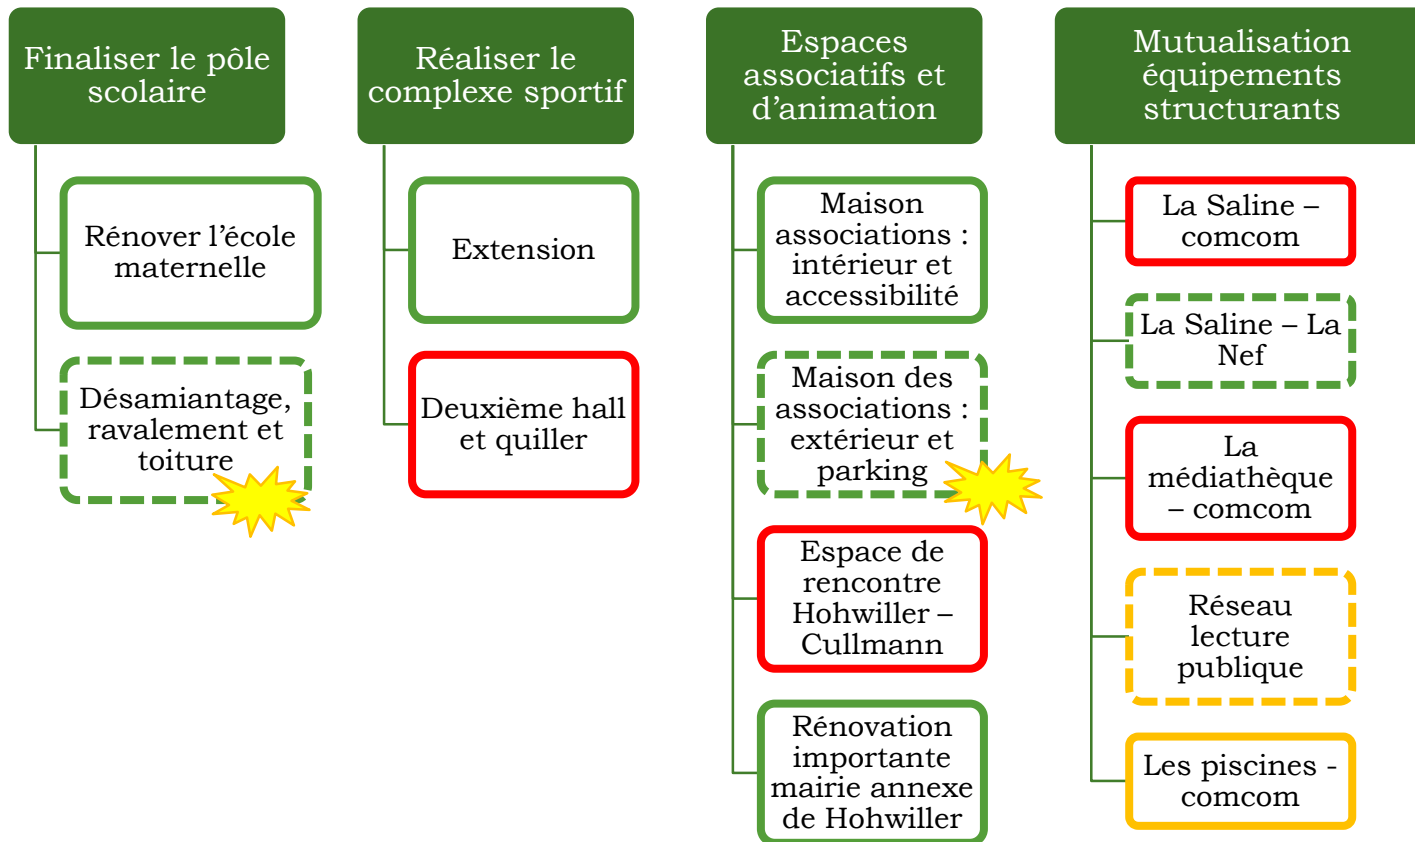 Finaliser le pôle
scolaire
Rénover l’école
maternelle
Désamiantage,
ravalement et
toiture
Réaliser le
complexe sportif
Extension
Deuxième hall
et quiller
Espaces
associatifs et
d’animation
Maison
associations :
intérieur et
accessibilité
Maison des
associations :
extérieur et
parking
Espace de
rencontre
Hohwiller –
Cullmann
Rénovation
importante
mairie annexe
de Hohwiller
Mutualisation
équipements
structurants
La Saline –
comcom
La Saline – La
Nef
La
médiathèque
– comcom
Réseau
lecture
publique
Les piscines -
comcom